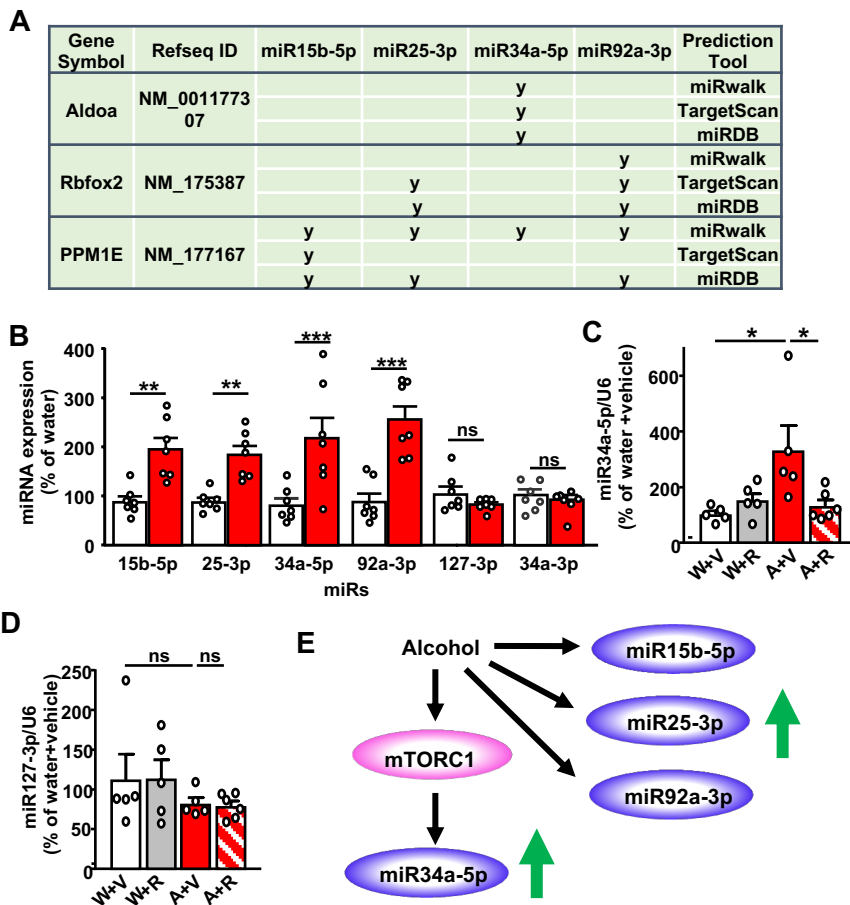 A
Gene Symbol Refseq ID miR15b-5p miR25-3p miR34a-5p miR92a-3p Prediction Tool
y miRwalk
Aldoa NM_001177307 y TargetScan
y miRDB
y miRwalk
Rbfox2 NM_175387 y y TargetScan
y y miRDB
y y y y miRwalk
PPM1E NM_177167 y TargetScan
y y y miRDB
B
miRNA expression
(% of water)
400
300
200
100
0
** ** *** *** ns ns
15b-5p 25-3p 34a-5p 92a-3p 127-3p 34a-3p
miRs
C
miR34a-5p/U6
(% of water +vehicle)
600
400
200
0
* *
W+V W+R A+V A+R
D
miR127-3p/U6
(% of water+vehicle)
250
200
150
100
50
0
ns ns
W+V W+R A+V A+R
E
Alcohol
miR15b-5p
miR25-3p
mTORC1
miR92a-3p
miR34a-5p